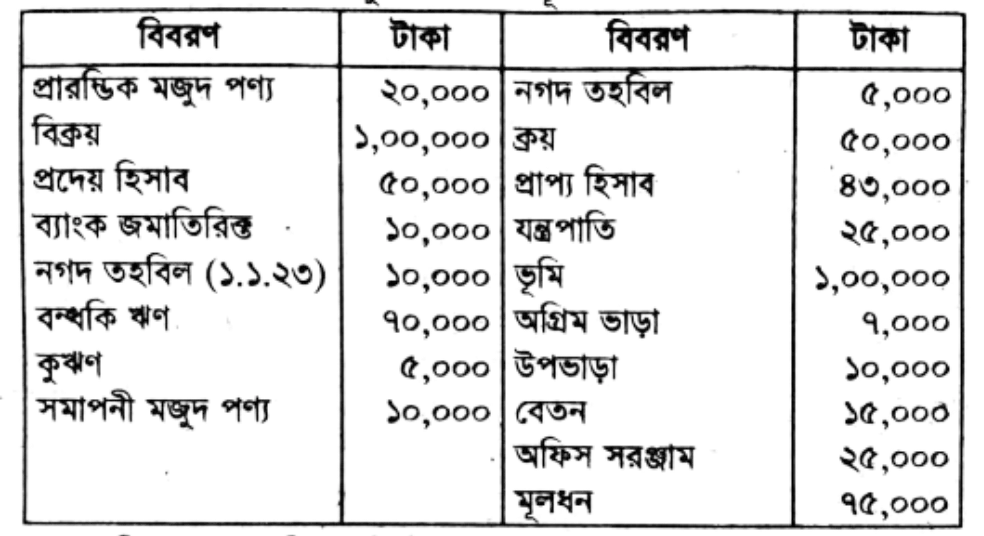 বিবরণ টাকা বিবরণ টাকা
প্রারম্ভিক মজুদ পণ্য ২০,০০০ নগদ তহবিল ৫,০০০
বিক্রয় ১,০০,০০০ ক্রয় ৫০,০০০
প্রদেয় হিসাব ৫০,০০০ প্রাপ্য হিসাব ৪৩,০০০
ব্যাংক জমাতিরিক্ত ১০,০০০ যন্ত্রপাতি ২৫,০০০
নগদ তহবিল (১.১.২৩) ১০,০০০ ভূমি ১,০০,০০০
বন্ধকি ঋণ ৭০,০০০ অগ্রিম ভাড়া ৭,০০০
কুঋণ ৫,০০০ উপভাড়া ১০,০০০
সমাপনী মজুদ পণ্য ১০,০০০ বেতন ১৫,০০০
অফিস সরঞ্জাম ২৫,০০০
মূলধন ৭৫,০০০